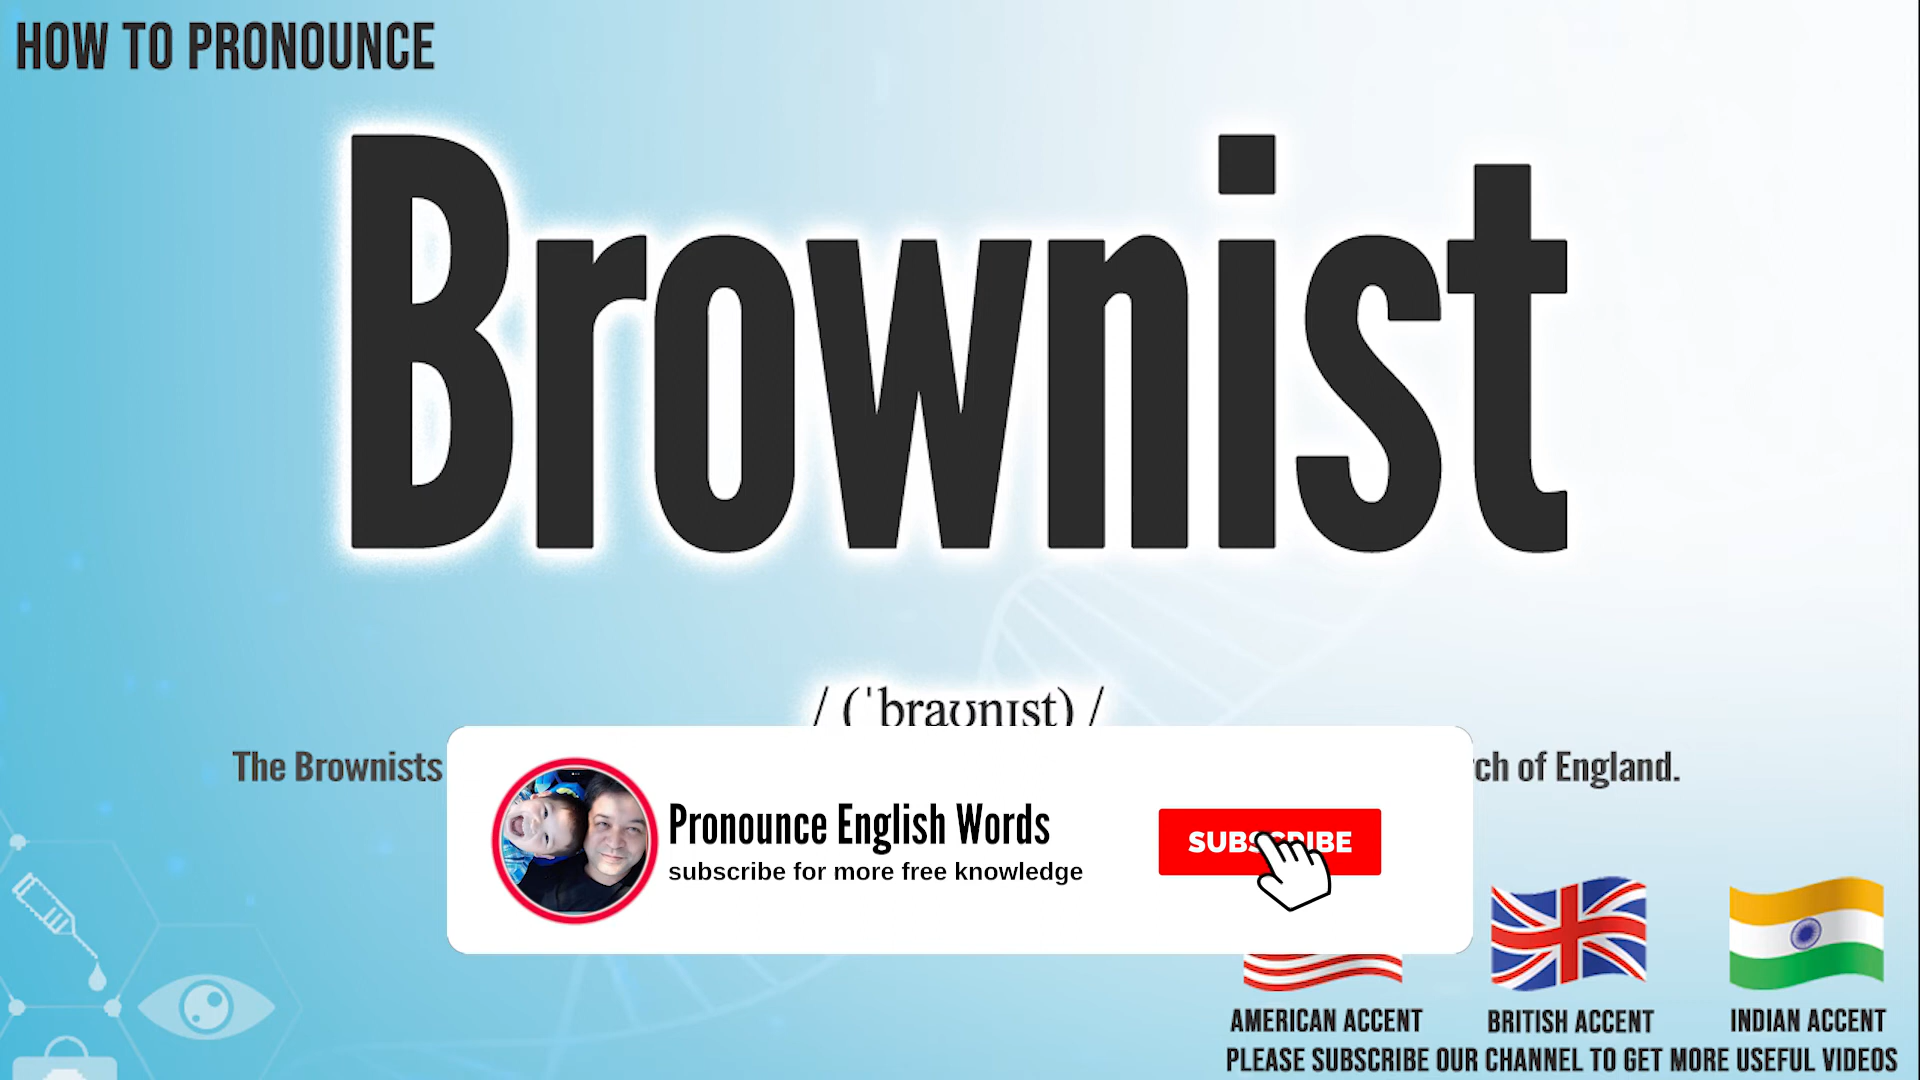 HOW TO PRONOUNCE
Brownist
/ (ˈbraʊnɪst) /
The Brownists
of England.
Pronounce English Words
subscribe for more free knowledge
SUBSCRIBE
AMERICAN ACCENT
BRITISH ACCENT
INDIAN ACCENT
PLEASE SUBSCRIBE OUR CHANNEL TO GET MORE USEFUL VIDEOS